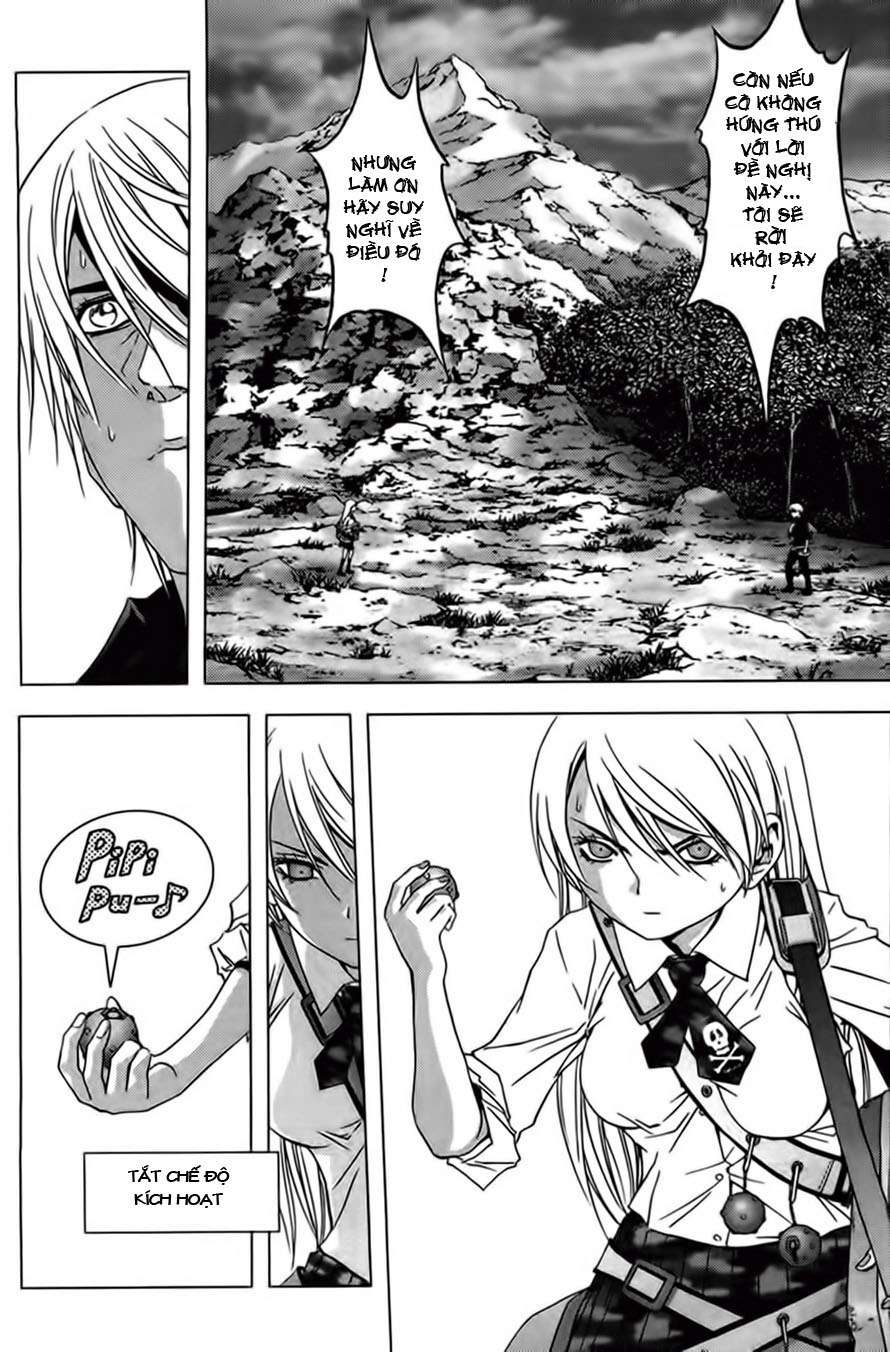 CÒN NẾU
CÔ KHÔNG
HỨNG THÚ
VỚI LỜI
ĐỀ NGHỊ
NÀY...
TÔI SẼ
RỜI
KHỎI ĐÂY
!
NHƯNG
LÀM ƠN
HÃY SUY
NGHĨ VỀ
ĐIỀU ĐÓ
!
PiPi
PU–♪
TẮT CHẾ ĐỘ
KÍCH HOẠT